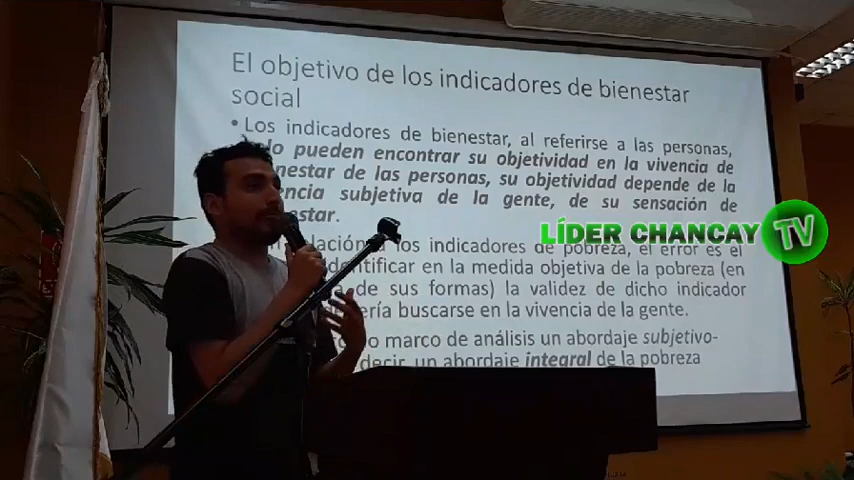 El objetivo de los indicadores de bienestar
social
• Los indicadores de bienestar, al referirse a las personas,
pueden encontrar su objetividad en la vivencia de
de las personas, su objetividad depende de la
subjetiva de la gente, de su sensación de
de los indicadores de pobreza, el error es el
en la medida objetiva de la pobreza (en
de sus formas) la validez de dicho indicador
buscarse en la vivencia de la gente.
marco de análisis un abordaje subjetivo-
decir un abordaje integral de la pobreza
LÍDER CHANCAY
TV